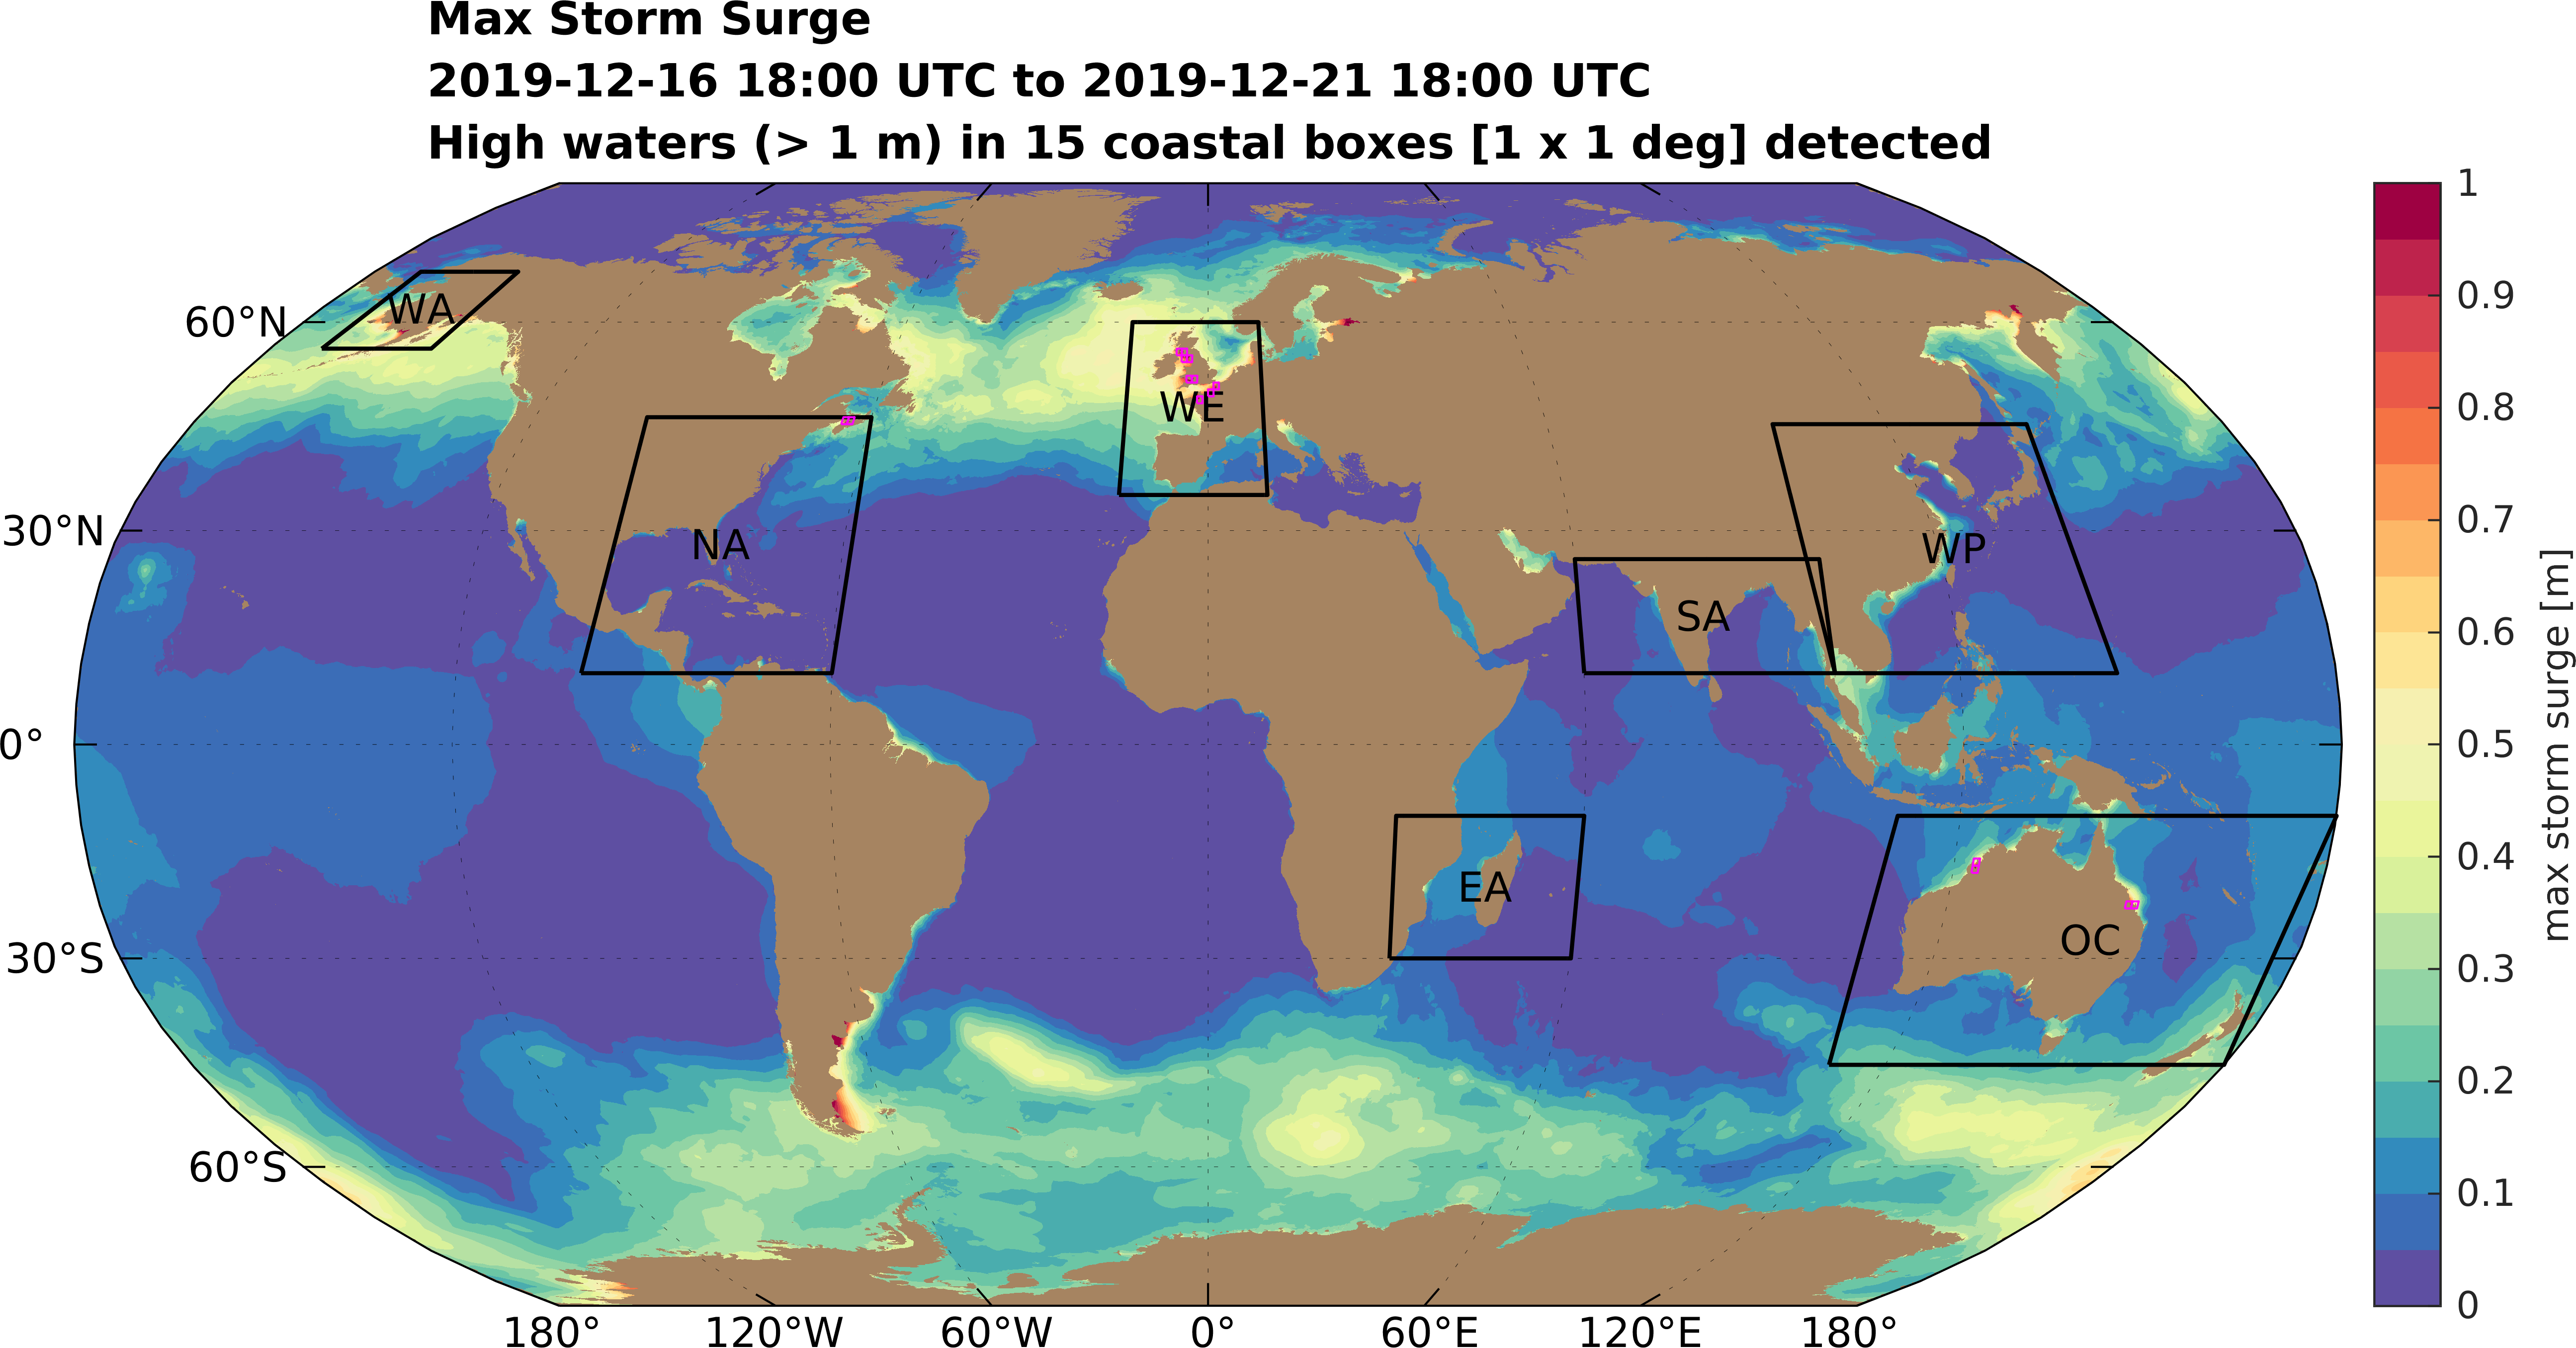 Max Storm Surge
2019-12-16 18:00 UTC to 2019-12-21 18:00 UTC
High waters (> 1 m) in 15 coastal boxes [1 x 1 deg] detected
60°N
30°N
0°
30°S
60°S
WA
NA
WE
SA
WP
EA
OC
180°
120°W
60°W
0°
60°E
120°E
180°
1
0.9
0.8
0.7
0.6
0.5
0.4
0.3
0.2
0.1
0
max storm surge [m]